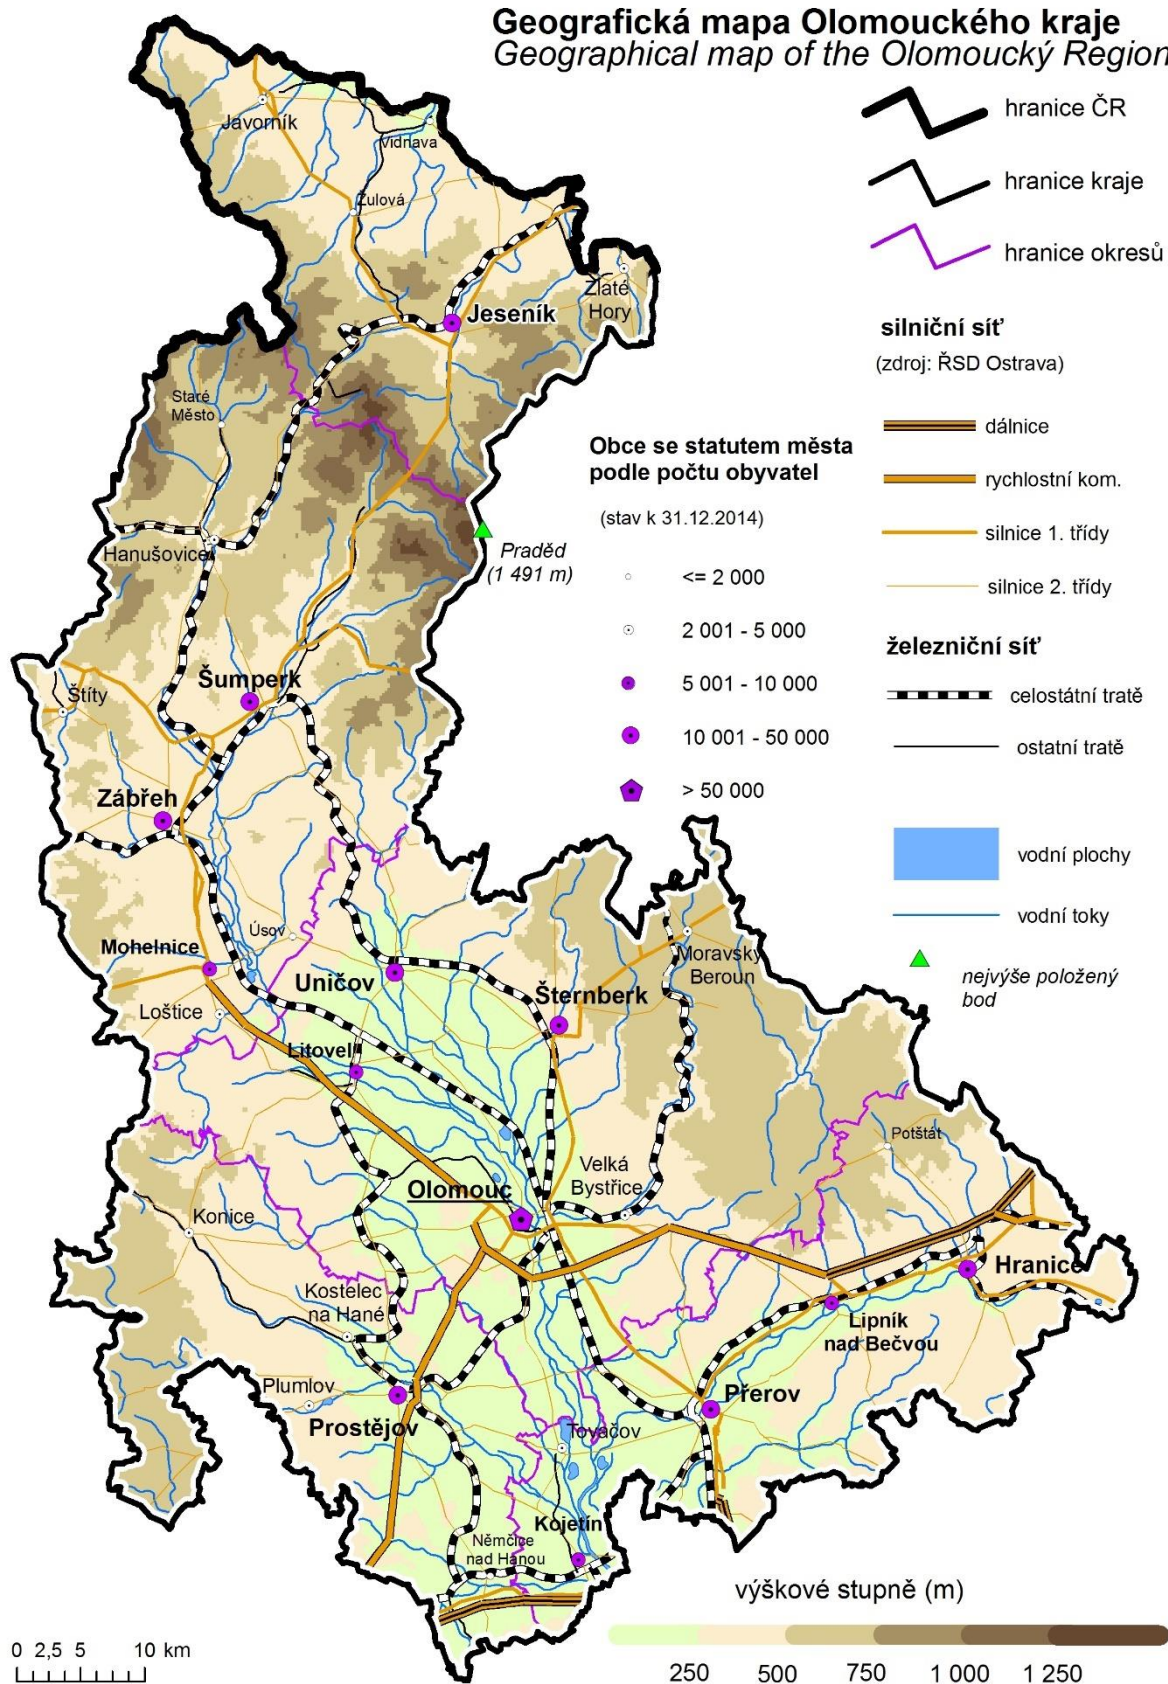 Geografická mapa Olomouckého kraje
Geographical map of the Olomoucký Region
hranice ČR
hranice kraje
hranice okresů
silniční síť
(zdroj: ŘSD Ostrava)
dálnice
rychlostní kom.
silnice 1. třídy
silnice 2. třídy
železniční síť
celostátní tratě
ostatní tratě
vodní plochy
vodní toky
nejvýše položený
bod
Obce se statutem města
podle počtu obyvatel
(stav k 31.12.2014)
<= 2 000
2 001 - 5 000
5 001 - 10 000
10 001 - 50 000
> 50 000
Javorník
Vidnava
Žulová
Zlaté
Hory
Jeseník
Staré
Město
Hanušovice
Praděd
(1 491 m)
Šumperk
Štíty
Zábřeh
Úsov
Mohelnice
Uničov
Moravský
Beroun
Šternberk
Loštice
Litovel
Potštát
Velká
Bystřice
Olomouc
Konice
Hranice
Kostelec
na Hané
Lipník
nad Bečvou
Plumlov
Přerov
Prostějov
Tovačov
Kojetín
Němčice
nad Hanou
výškové stupně (m)
250 500 750 1 000 1 250
0 2,5 5 10 km